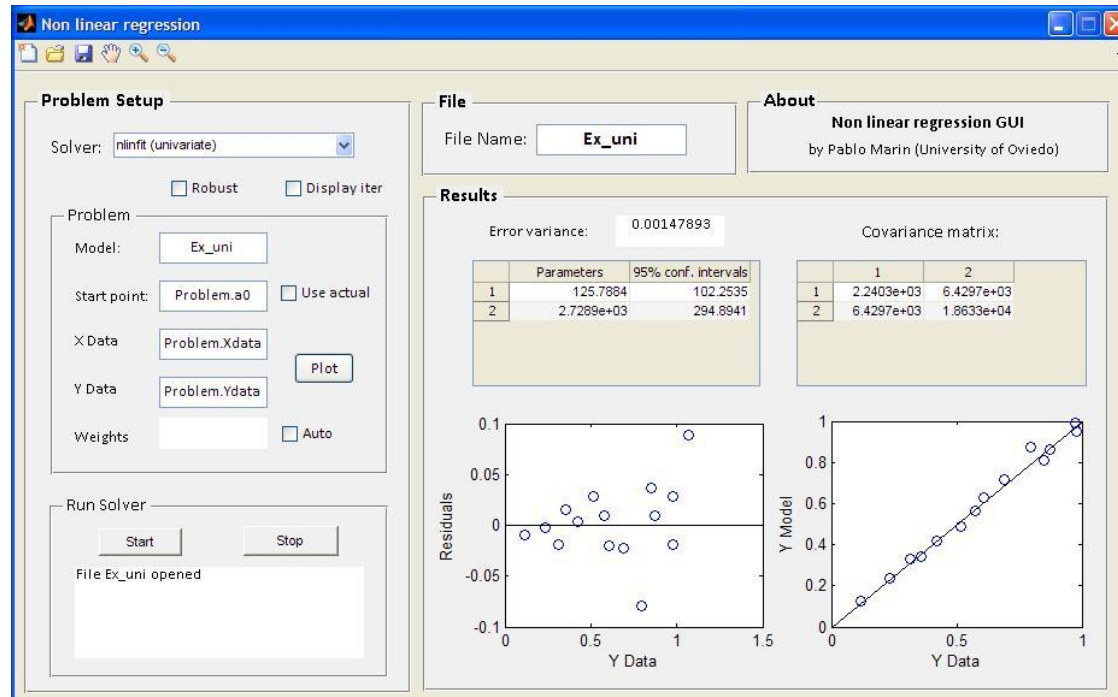 Non linear regression
Problem Setup
Solver: nlinfit (univariate)
Robust Display iter
Problem
Model: Ex_uni
Start point: Problem.a0 Use actual
X Data Problem.Xdata
Plot
Y Data Problem.Ydata
Weights Auto
Run Solver
Start Stop
File Ex_uni opened
File
File Name: Ex_uni
About
Non linear regression GUI
by Pablo Marin (University of Oviedo)
Results
Error variance: 0.00147893
Parameters 95% conf. intervals
1 125.7884 102.2535
2 2.7289e+03 294.8941
Covariance matrix:
1 2
1 2.2403e+03 6.4297e+03
2 6.4297e+03 1.8633e+04
0.1
0.05
0
-0.05
-0.1
Residuals
0 0.5 1 1.5
Y Data
1
0.8
0.6
0.4
0.2
0
Y Model
0 0.5 1
Y Data